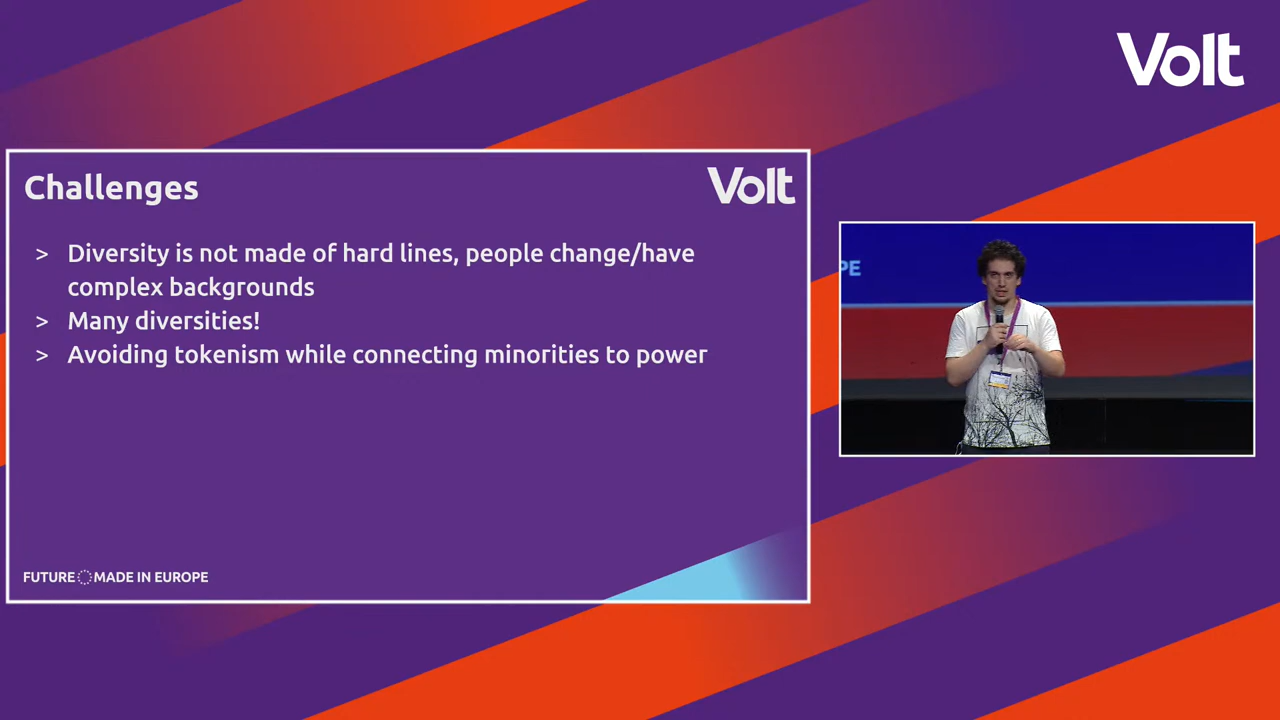 Volt
Challenges
Volt
> Diversity is not made of hard lines, people change/have
complex backgrounds
> Many diversities!
> Avoiding tokenism while connecting minorities to power
PE
FUTURE MADE IN EUROPE